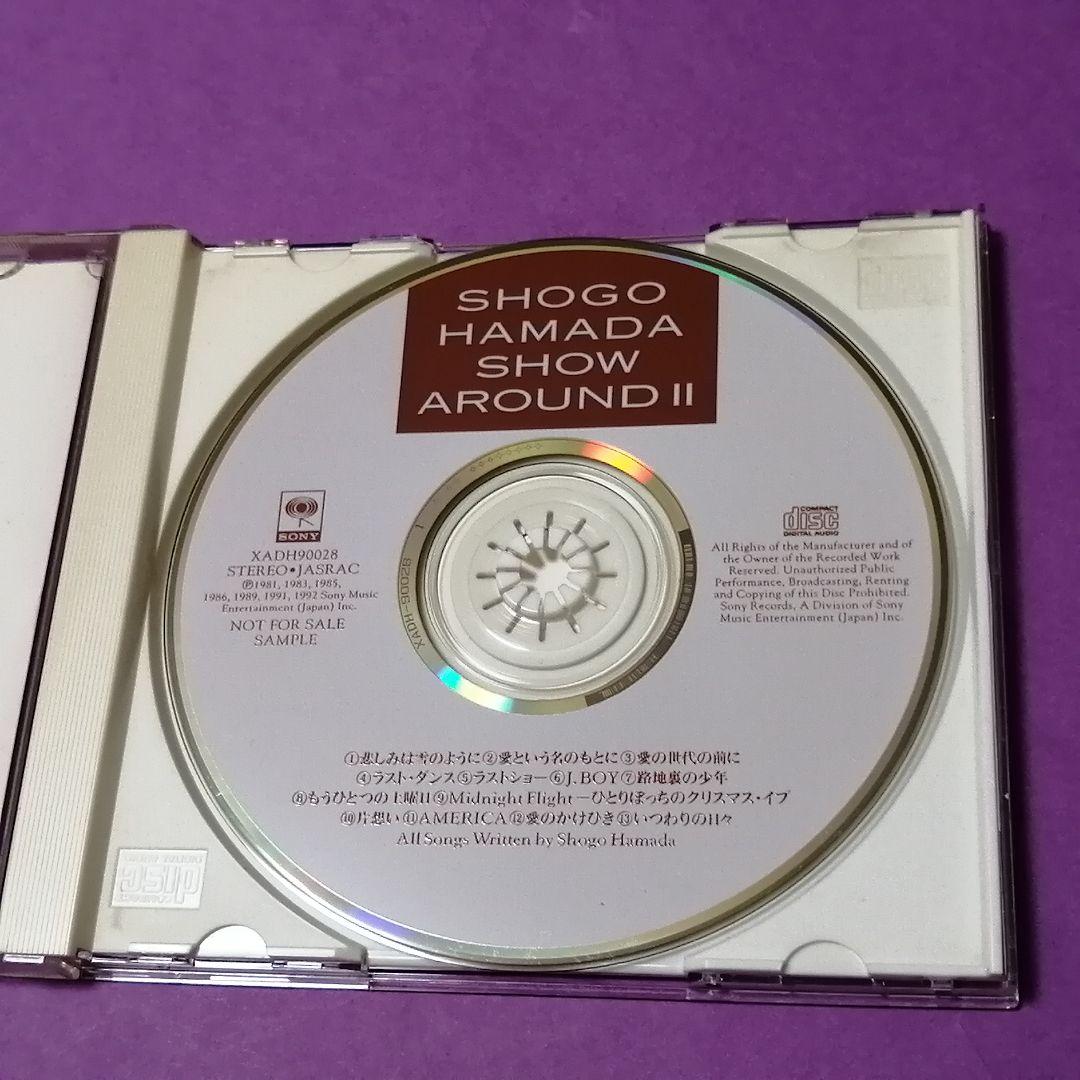 SHOGO
HAMADA
SHOW
AROUND II
SONY
XADH90028
STEREO•JASRAC
Ⓟ1981, 1983, 1985,
1986, 1989, 1991, 1992 Sony Music
Entertainment (Japan) Inc.
NOT FOR SALE
SAMPLE
COMPACT
disc
DIGITAL AUDIO
All Rights of the Manufacturer and of
the Owner of the Recorded Work
Reserved. Unauthorized Public
Performance, Broadcasting, Renting
and Copying of this Disc Prohibited.
Sony Records, A Division of Sony
Music Entertainment (Japan) Inc.
①悲しみは雪のように②愛という名のもとに③愛の世代の前に
④ラスト・ダンス⑤ラストショー⑥J.BOY⑦路地裏の少年
⑧もうひとつの土曜日⑨Midnight Flight－ひとりぼっちのクリスマス・イブ
⑩片想い⑪AMERICA⑫愛のかけひき⑬いつわりの日々
All Songs Written by Shogo Hamada
COMPACT
disc
DIGITAL AUDIO